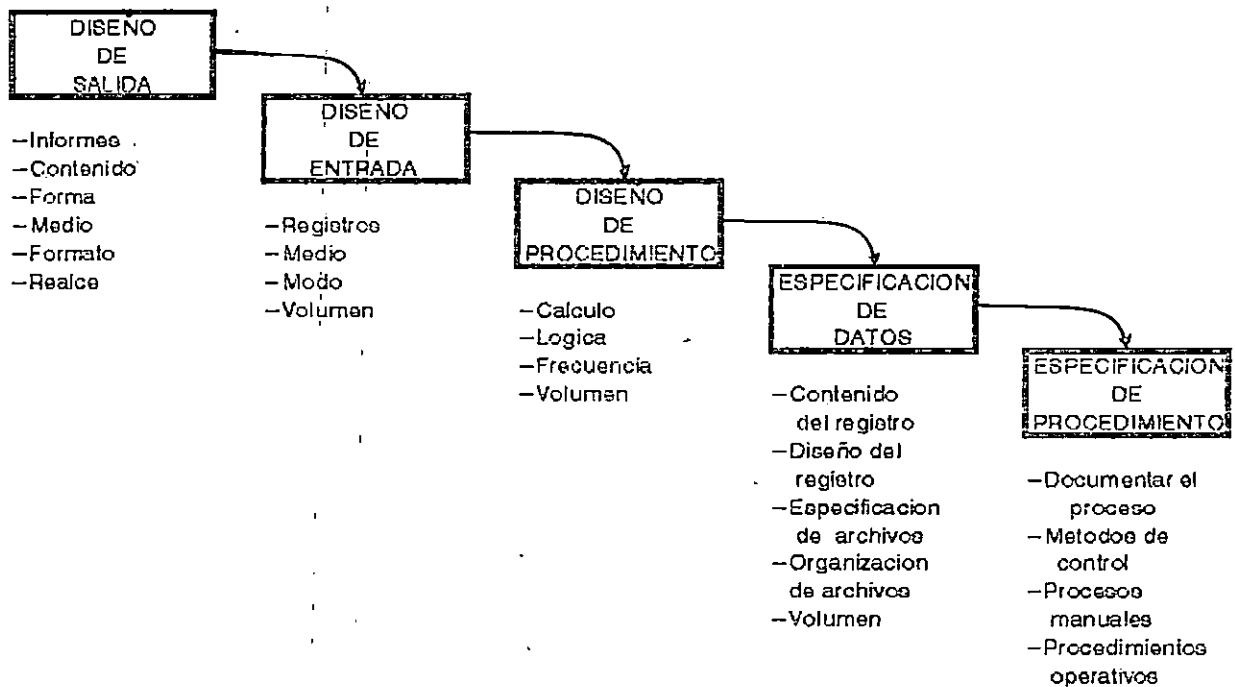 DISENO
DE
SALIDA
–Informes
–Contenido
–Forma
–Medio
–Formato
–Realce
DISENO
DE
ENTRADA
–Registros
–Medio
–Modo
–Volumen
DISENO
DE
PROCEDIMIENTO
–Calculo
–Logica
–Frecuencia
–Volumen
ESPECIFICACION
DE
DATOS
–Contenido
del registro
–Diseño del
registro
–Especificacion
de archivos
–Organizacion
de archivos
–Volumen
ESPECIFICACION
DE
PROCEDIMIENTO
–Documentar el
proceso
–Metodos de
control
–Procesos
manuales
–Procedimientos
operativos